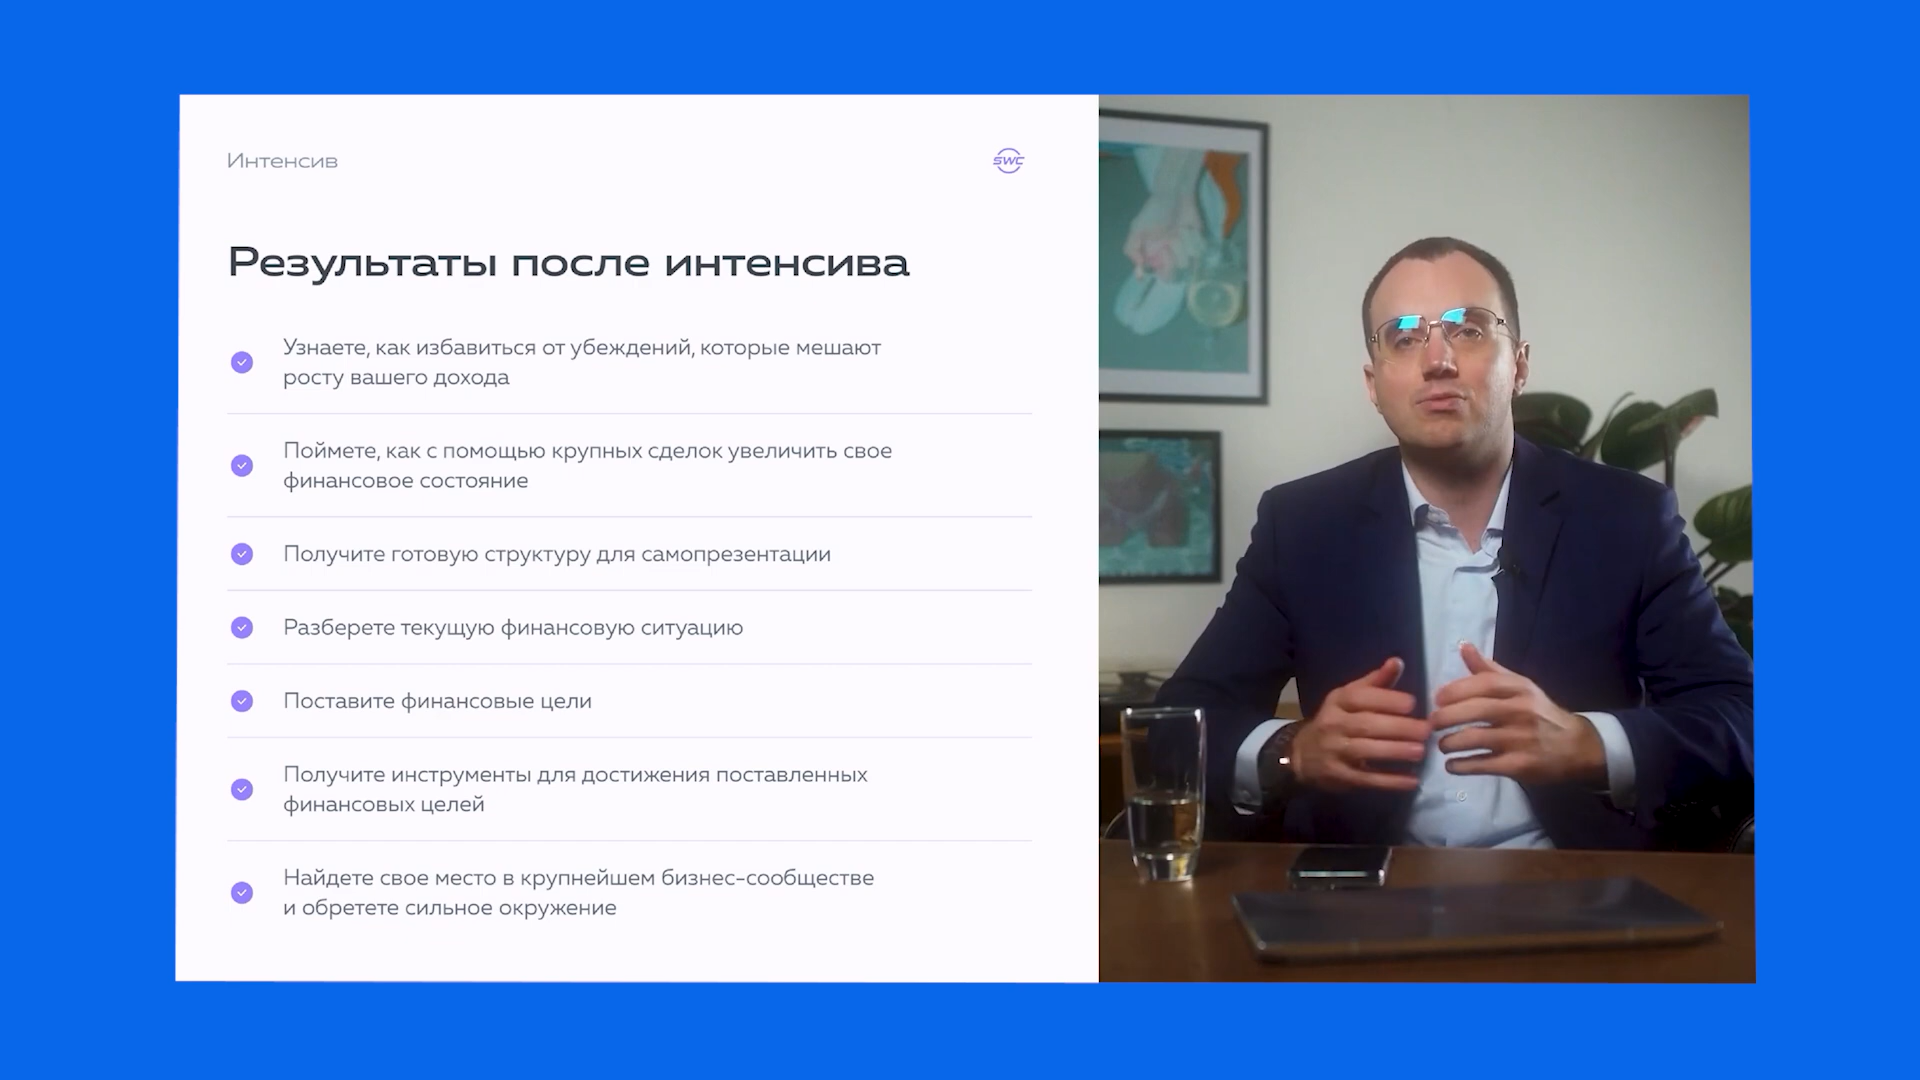 Интенсив
SWC
Результаты после интенсива
Узнаете, как избавиться от убеждений, которые мешают
росту вашего дохода
Поймете, как с помощью крупных сделок увеличить свое
финансовое состояние
Получите готовую структуру для самопрезентации
Разберете текущую финансовую ситуацию
Поставите финансовые цели
Получите инструменты для достижения поставленных
финансовых целей
Найдете свое место в крупнейшем бизнес-сообществе
и обретете сильное окружение